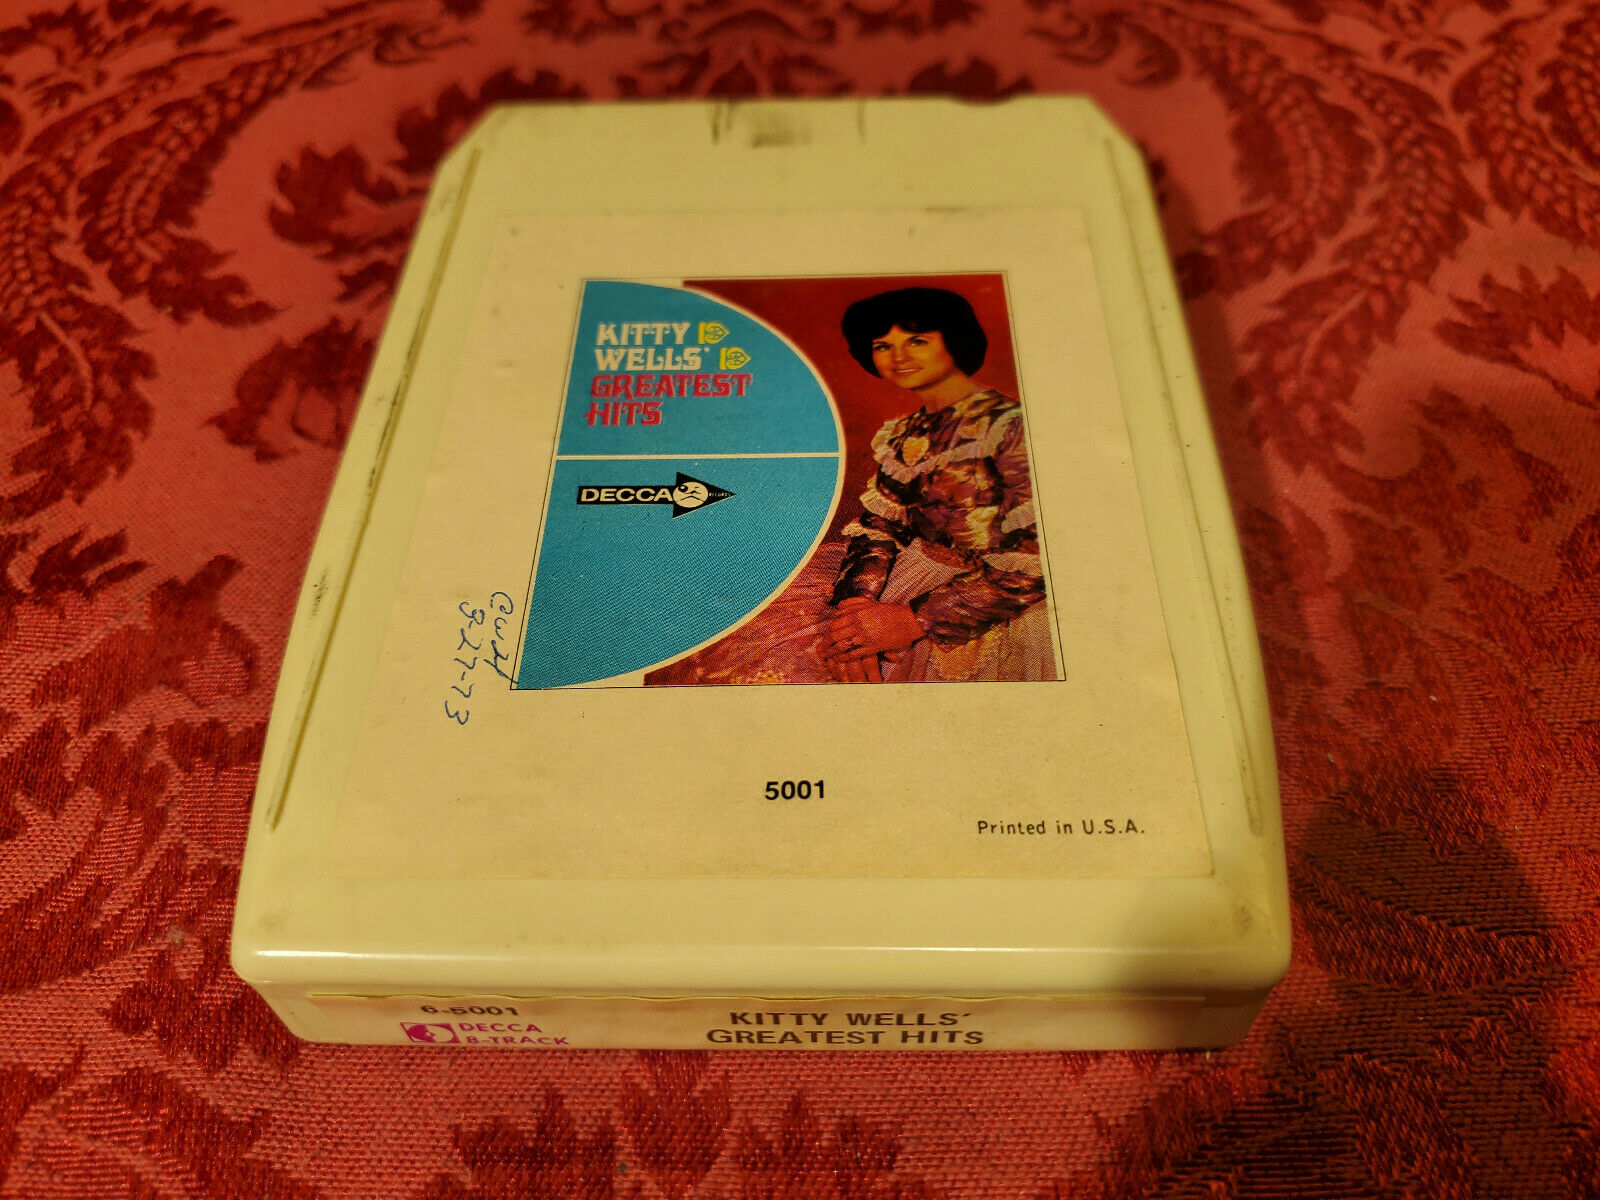 KITTY
WELLS'
GREATEST
HITS
DECCA RECORDS
3-27-73
5001
Printed in U.S.A.
6-5001
DECCA
8-TRACK
KITTY WELLS'
GREATEST HITS